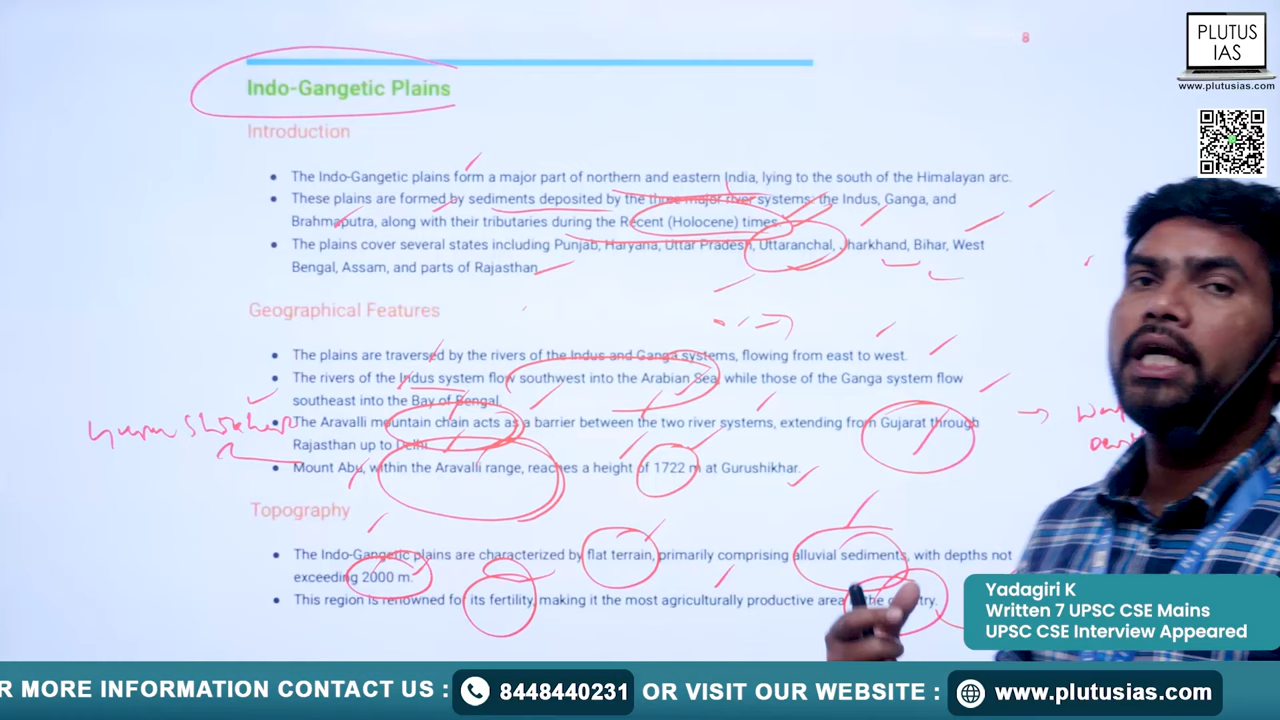 8
PLUTUS
IAS
www.plutusias.com
Indo-Gangetic Plains
Introduction
● The Indo-Gangetic plains form a major part of northern and eastern India, lying to the south of the Himalayan arc.
● These plains are formed by sediments deposited by the three major river systems: the Indus, Ganga, and
Brahmaputra, along with their tributaries during the Recent (Holocene) times.
● The plains cover several states including Punjab, Haryana, Uttar Pradesh, Uttaranchal, Jharkhand, Bihar, West
Bengal, Assam, and parts of Rajasthan
Geographical Features
● The plains are traversed by the rivers of the Indus and Ganga systems, flowing from east to west.
● The rivers of the Indus system flow southwest into the Arabian Sea, while those of the Ganga system flow
southeast into the Bay of Bengal.
● The Aravalli mountain chain acts as a barrier between the two river systems, extending from Gujarat through
Rajasthan up to Delhi.
● Mount Abu, within the Aravalli range, reaches a height of 1722 m at Gurushikhar.
Topography
● The Indo-Gangetic plains are characterized by flat terrain, primarily comprising alluvial sediments, with depths not
exceeding 2000 m.
● This region is renowned for its fertility, making it the most agriculturally productive area the country.
Yadagiri K
Written 7 UPSC CSE Mains
UPSC CSE Interview Appeared
R MORE INFORMATION CONTACT US : 8448440231 OR VISIT OUR WEBSITE : www.plutusias.com